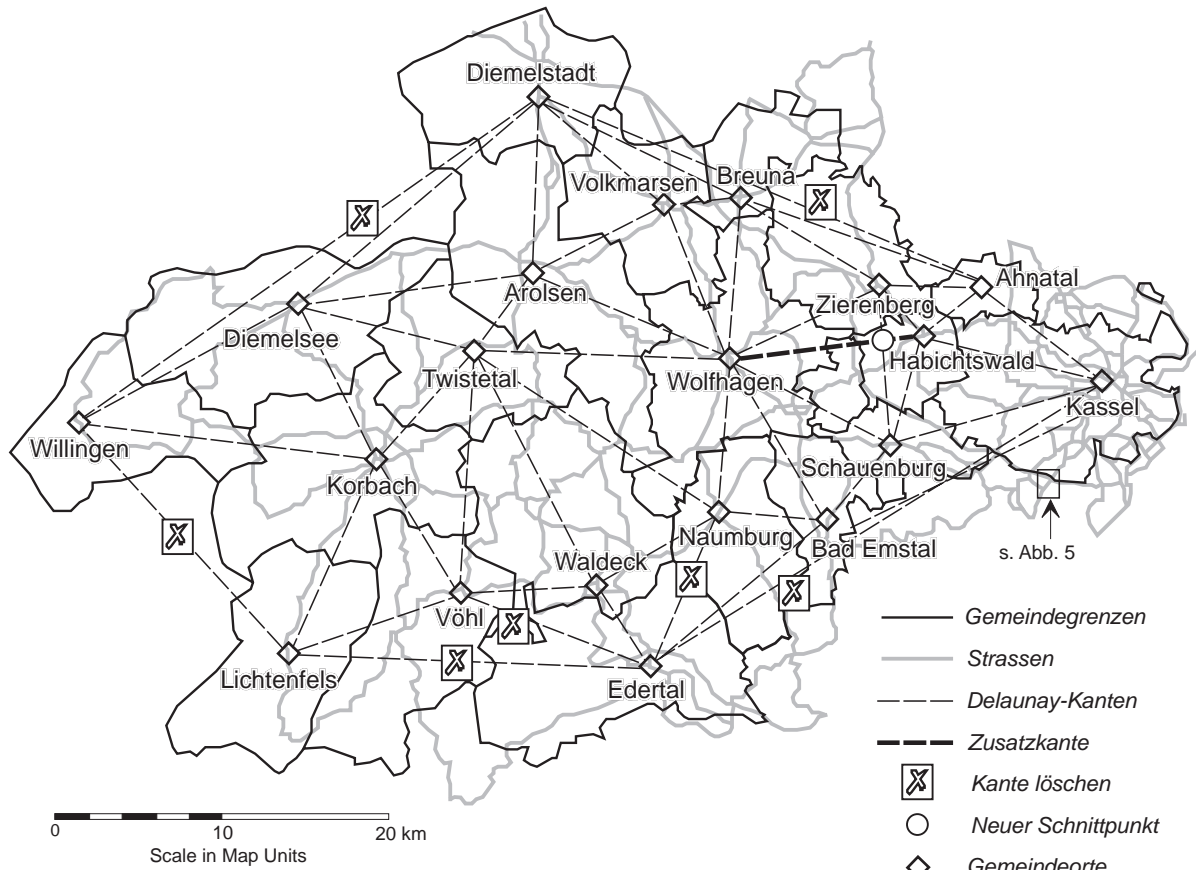 Diemelstadt
Volkmarsen
Breuna
Ahnatal
Arolsen
Zierenberg
Diemelsee
Habichtswald
Twistetal
Wolfhagen
Kassel
Willingen
Schauenburg
Korbach
Naumburg
Bad Emstal
Waldeck
s. Abb. 5
Vöhl
Lichtenfels
Edertal
Gemeindegrenzen
Strassen
Delaunay-Kanten
Zusatzkante
Kante löschen
Neuer Schnittpunkt
Gemeindeorte
0 10 20 km
Scale in Map Units